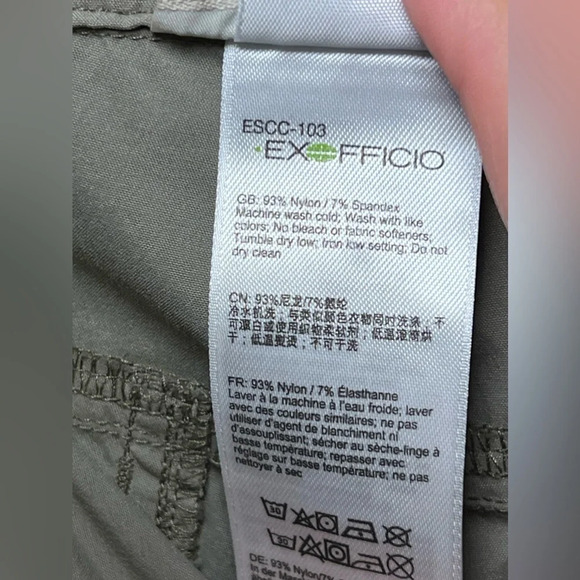 ESCC-103
EXOFFICIO
GB: 93% Nylon / 7% Spandex
Machine wash cold; Wash with like
colors; No bleach or fabric softeners;
Tumble dry low; Iron low setting; Do not
dry clean
CN: 93%尼龙/7%氨纶
冷水机洗；与类似颜色衣物同时洗涤；不
可漂白或使用织物柔软剂；低温滚筒烘
干；低温熨烫；不可干洗
FR: 93% Nylon / 7% Élasthanne
Laver à la machine à l'eau froide; laver
avec des couleurs similaires; ne pas
utiliser d'agent de blanchiment ni
d'assouplissant; sécher au sèche-linge à
basse température; repasser avec
réglage sur basse température; ne pas
nettoyer à sec
30
30
DE: 93% Nylon
In der